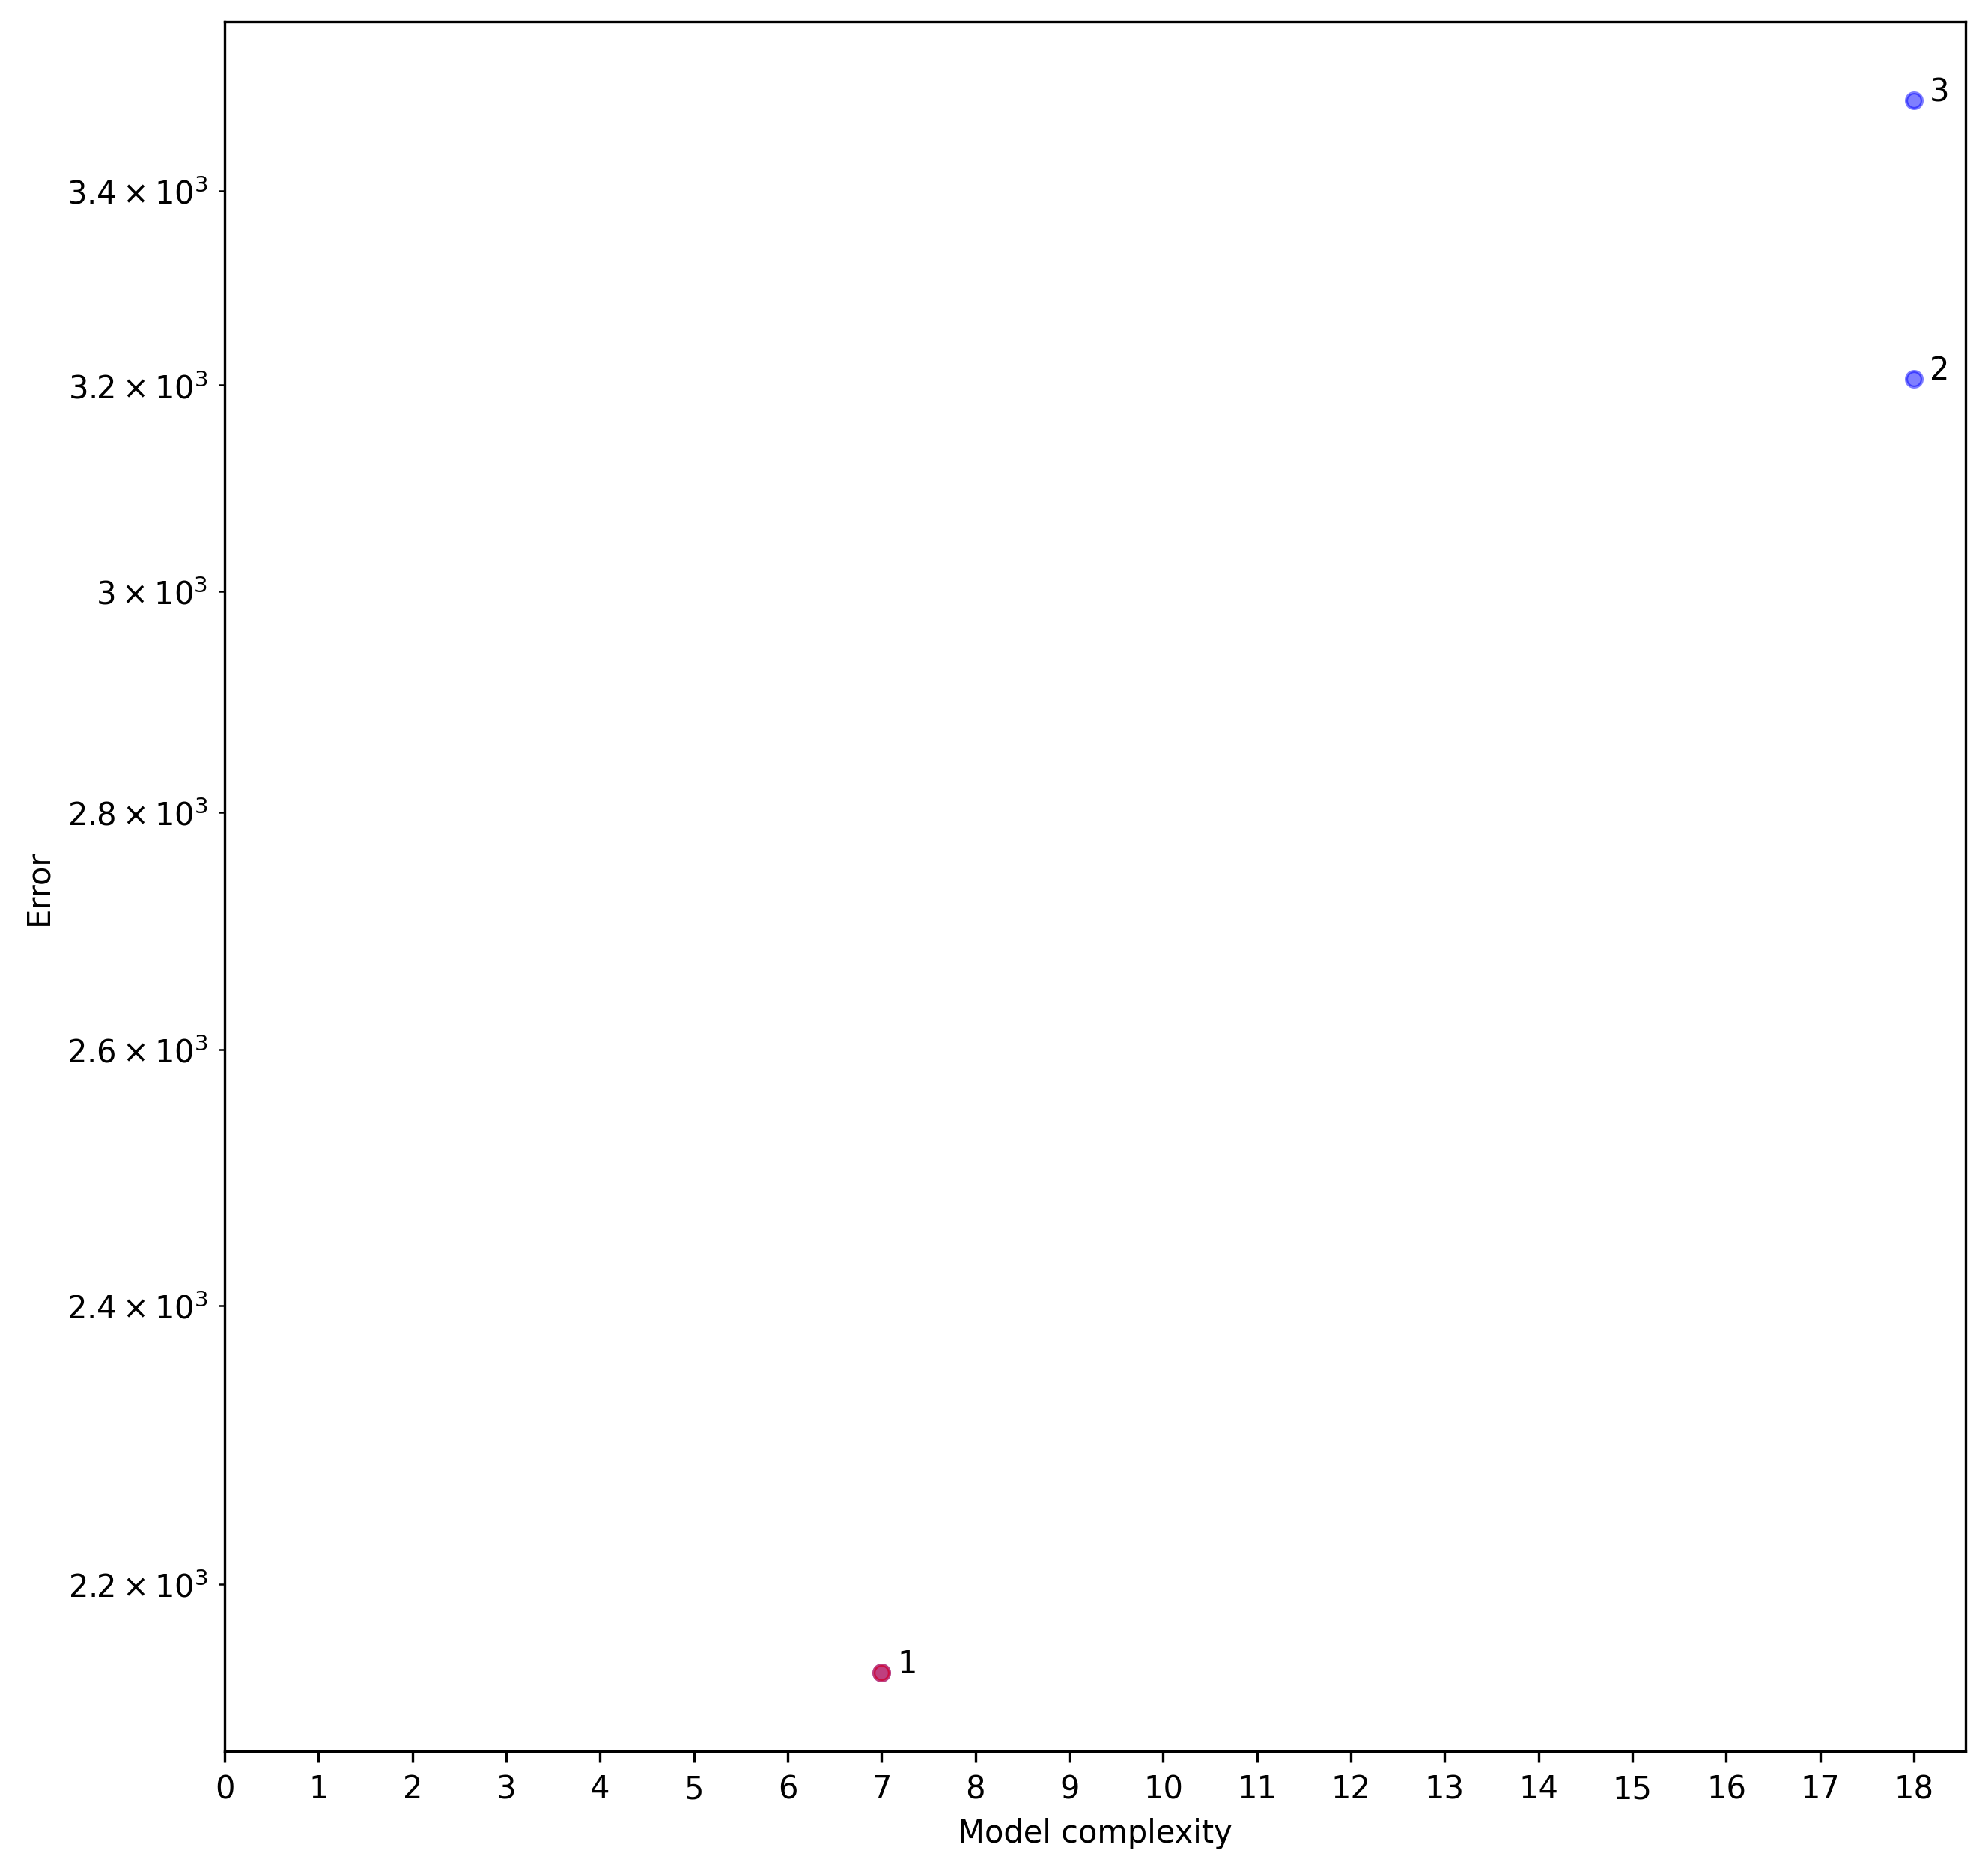 3
3.4 × 10³
2
3.2 × 10³
3 × 10³
2.8 × 10³
Error
2.6 × 10³
2.4 × 10³
2.2 × 10³
1
0 1 2 3 4 5 6 7 8 9 10 11 12 13 14 15 16 17 18
Model complexity